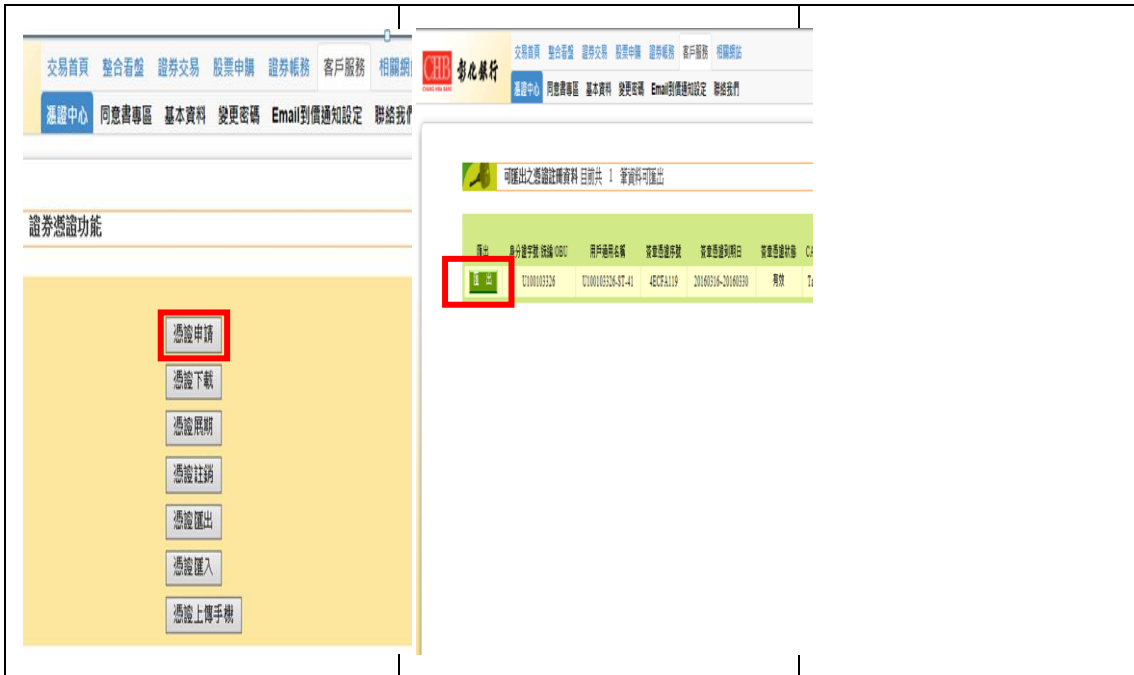 交易首頁 整合看盤 證券交易 股票申購 證券帳務 客戶服務 相關網
憑證中心 同意書專區 基本資料 變更密碼 Email到價通知設定 聯絡我們
證券憑證功能
憑證申請
憑證下載
憑證展期
憑證註銷
憑證匯出
憑證匯入
憑證上傳手機
CHB 彰化銀行
CHANG HWA BANK
交易首頁 整合看盤 證券交易 股票申購 證券帳務 客戶服務 相關網站
憑證中心 同意書專區 基本資料 變更密碼 Email到價通知設定 聯絡我們
可匯出之憑證註冊資料 目前共 1 筆資料可匯出
匯出 身分證字號/統編/OBU 用戶通用名稱 簽章憑證序號 簽章憑證到期日 簽章憑證狀態 CA
匯 出 U100103326 U100103326-ST-41 4ECFA119 20160316~20160330 有效